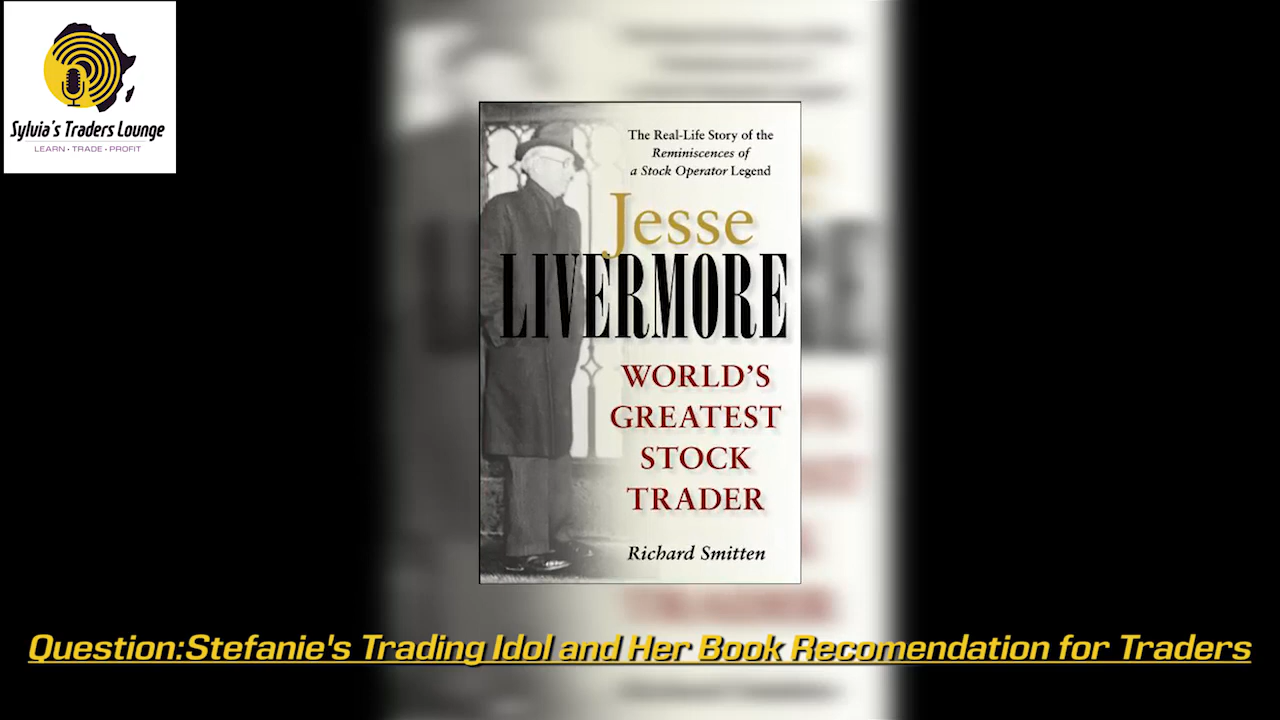 Sylvia's Traders Lounge
LEARN • TRADE • PROFIT
The Real-Life Story of the
Reminiscences of
a Stock Operator Legend
Jesse
LIVERMORE
WORLD'S
GREATEST
STOCK
TRADER
Richard Smitten
Question:Stefanie's Trading Idol and Her Book Recomendation for Traders